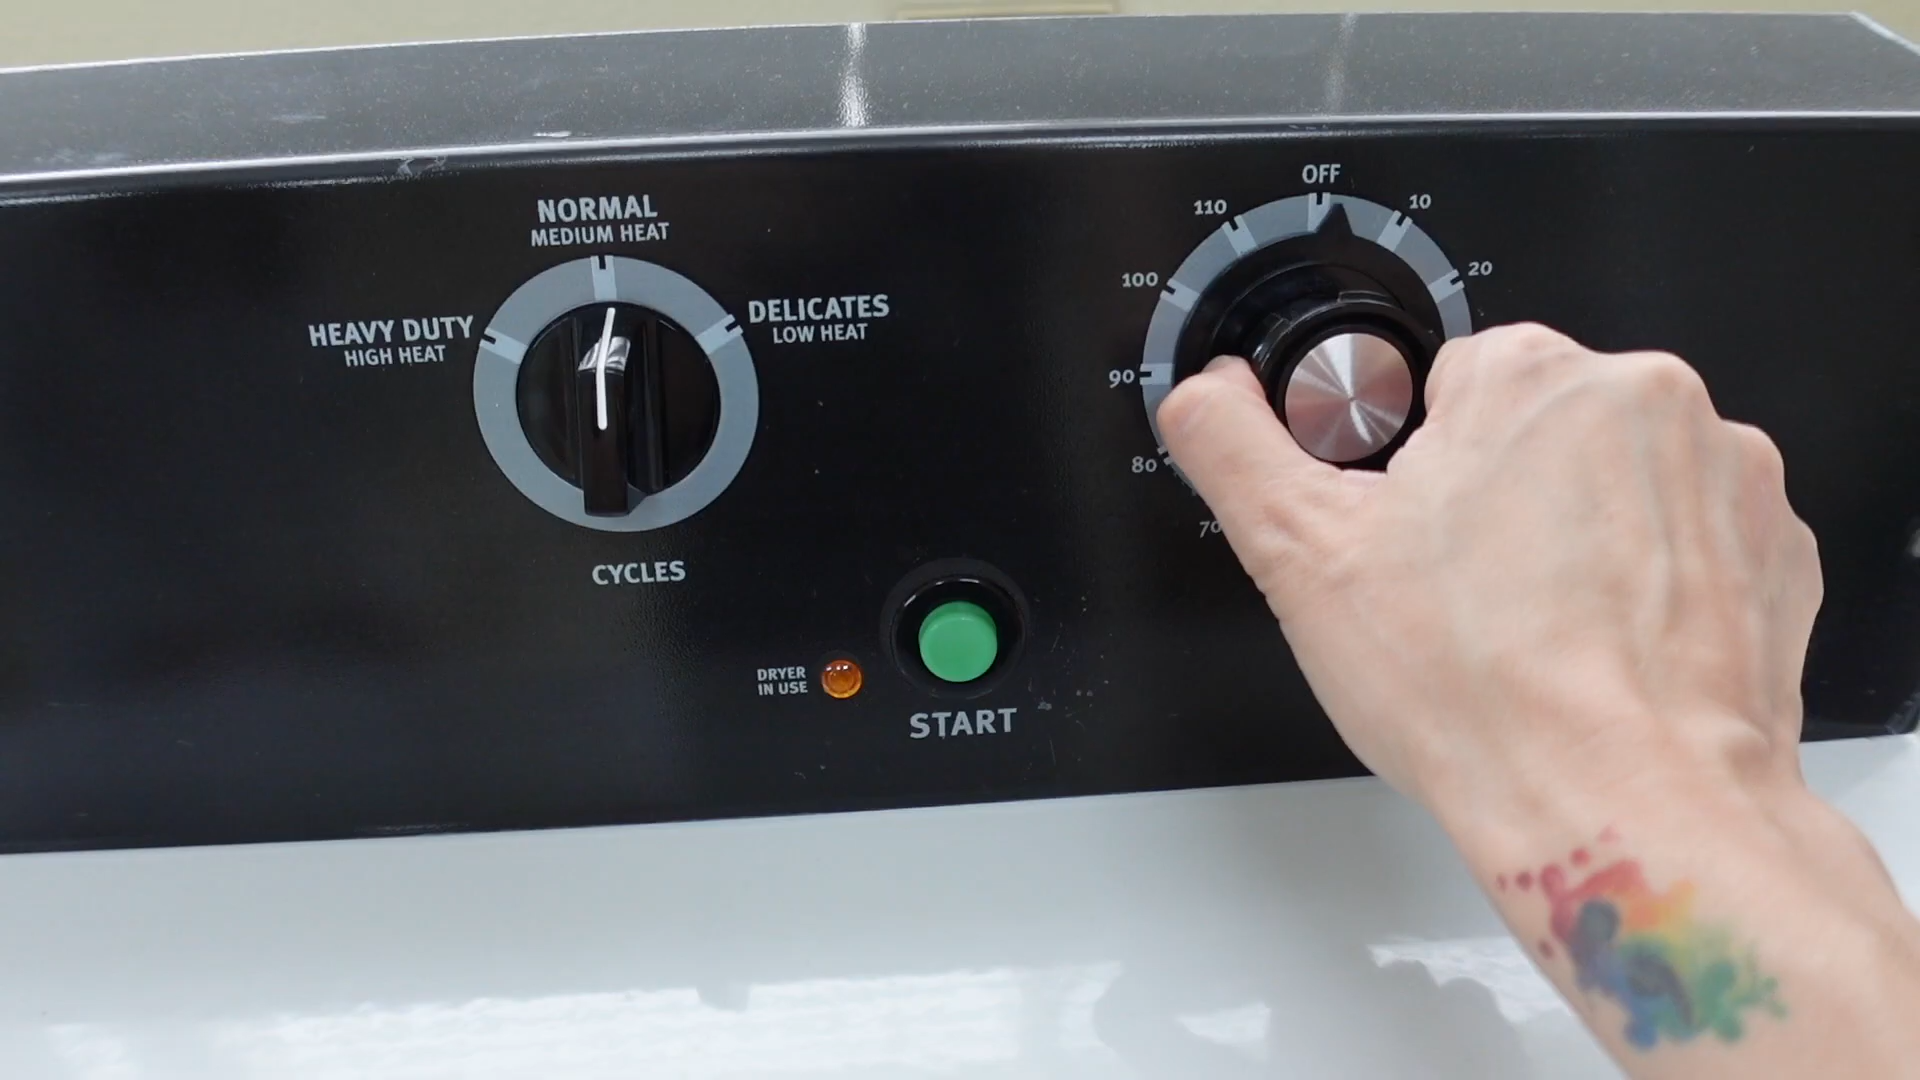 NORMAL
MEDIUM HEAT
HEAVY DUTY
HIGH HEAT
DELICATES
LOW HEAT
CYCLES
DRYER
IN USE
START
OFF
10
20
110
100
90
80
70